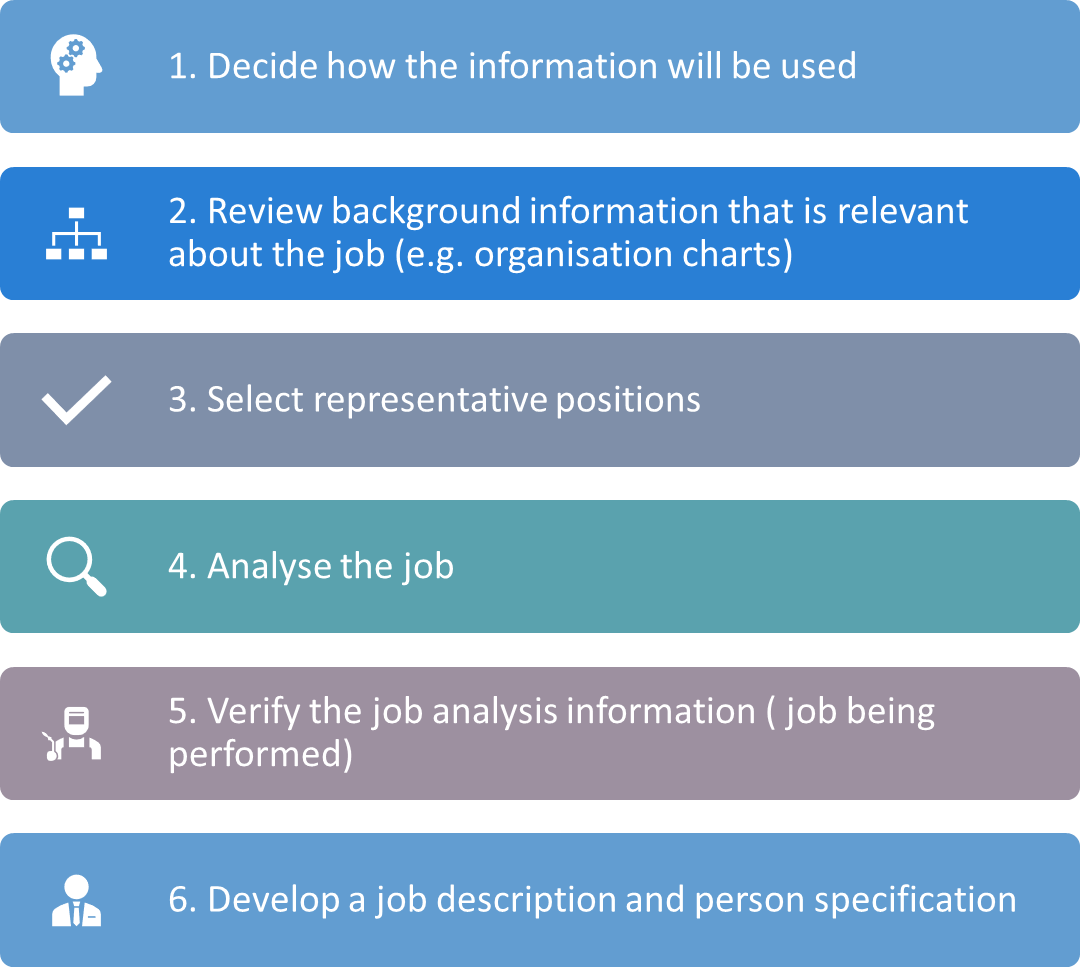 1. Decide how the information will be used
2. Review background information that is relevant
about the job (e.g. organisation charts)
3. Select representative positions
4. Analyse the job
5. Verify the job analysis information ( job being
performed)
6. Develop a job description and person specification